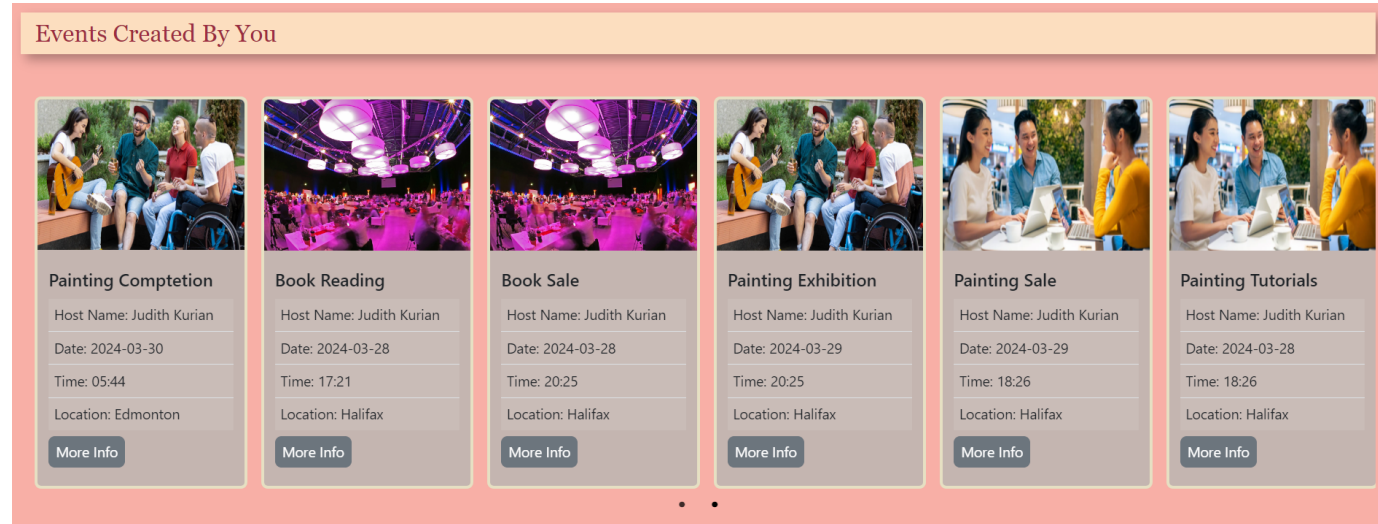 Events Created By You
Painting Comptetion
Host Name: Judith Kurian
Date: 2024-03-30
Time: 05:44
Location: Edmonton
More Info
Book Reading
Host Name: Judith Kurian
Date: 2024-03-28
Time: 17:21
Location: Halifax
More Info
Book Sale
Host Name: Judith Kurian
Date: 2024-03-28
Time: 20:25
Location: Halifax
More Info
Painting Exhibition
Host Name: Judith Kurian
Date: 2024-03-29
Time: 20:25
Location: Halifax
More Info
Painting Sale
Host Name: Judith Kurian
Date: 2024-03-29
Time: 18:26
Location: Halifax
More Info
Painting Tutorials
Host Name: Judith Kurian
Date: 2024-03-28
Time: 18:26
Location: Halifax
More Info